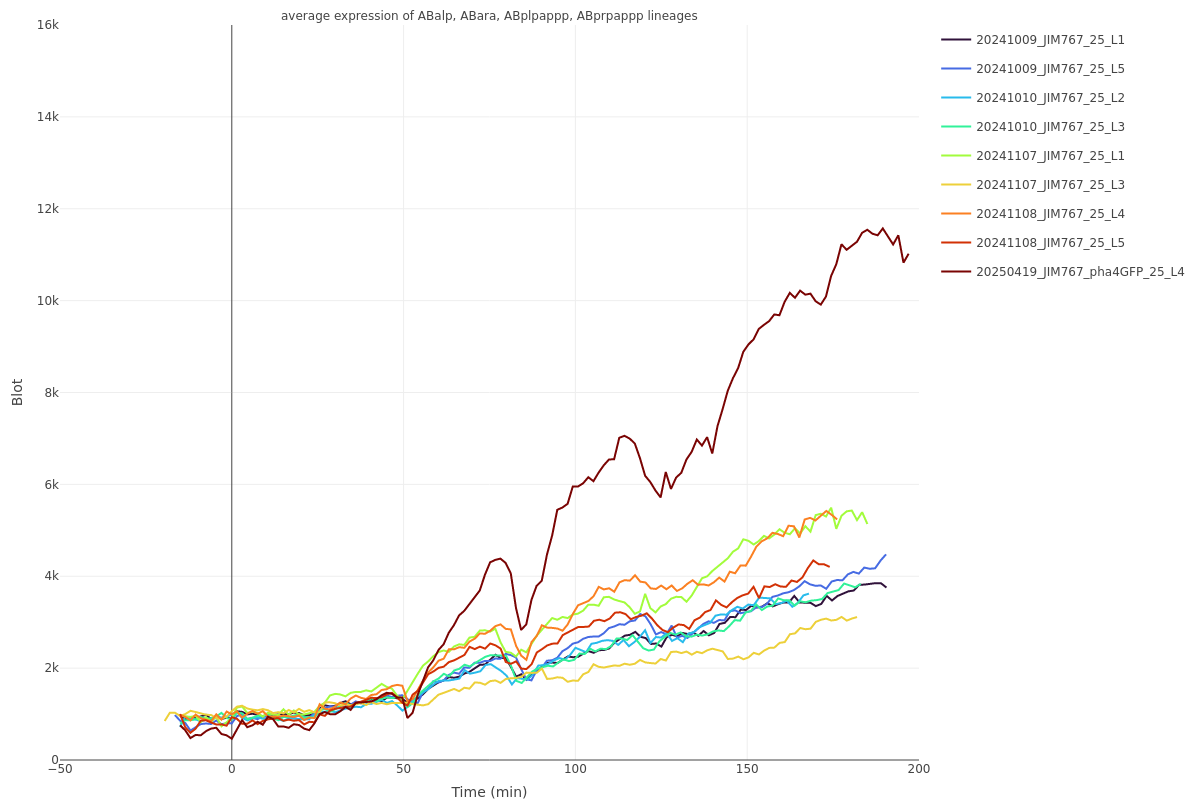 average expression of ABalp, ABara, ABplpappp, ABprpappp lineages
16k
14k
12k
10k
8k
6k
4k
2k
0
Blot
−50
0
50
100
150
200
Time (min)
20241009_JIM767_25_L1
20241009_JIM767_25_L5
20241010_JIM767_25_L2
20241010_JIM767_25_L3
20241107_JIM767_25_L1
20241107_JIM767_25_L3
20241108_JIM767_25_L4
20241108_JIM767_25_L5
20250419_JIM767_pha4GFP_25_L4